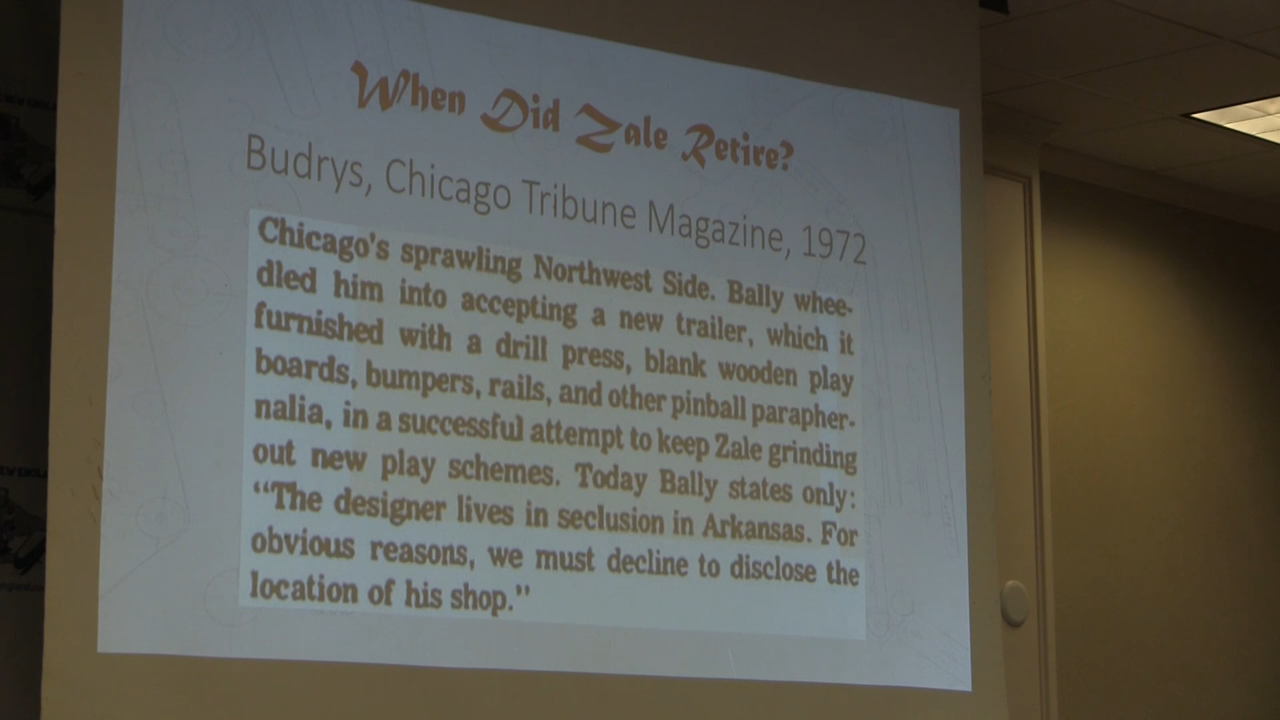 When Did Zale Retire?
Budrys, Chicago Tribune Magazine, 1972
Chicago's sprawling Northwest Side. Bally whee-
dled him into accepting a new trailer, which it
furnished with a drill press, blank wooden play
boards, bumpers, rails, and other pinball parapher-
nalia, in a successful attempt to keep Zale grinding
out new play schemes. Today Bally states only:
“The designer lives in seclusion in Arkansas. For
obvious reasons, we must decline to disclose the
location of his shop.”